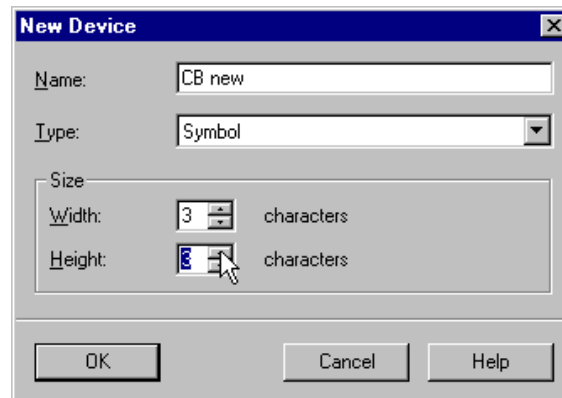 New Device
Name: CB new
Type: Symbol
Size
Width: 3 characters
Height: 3 characters
OK Cancel Help